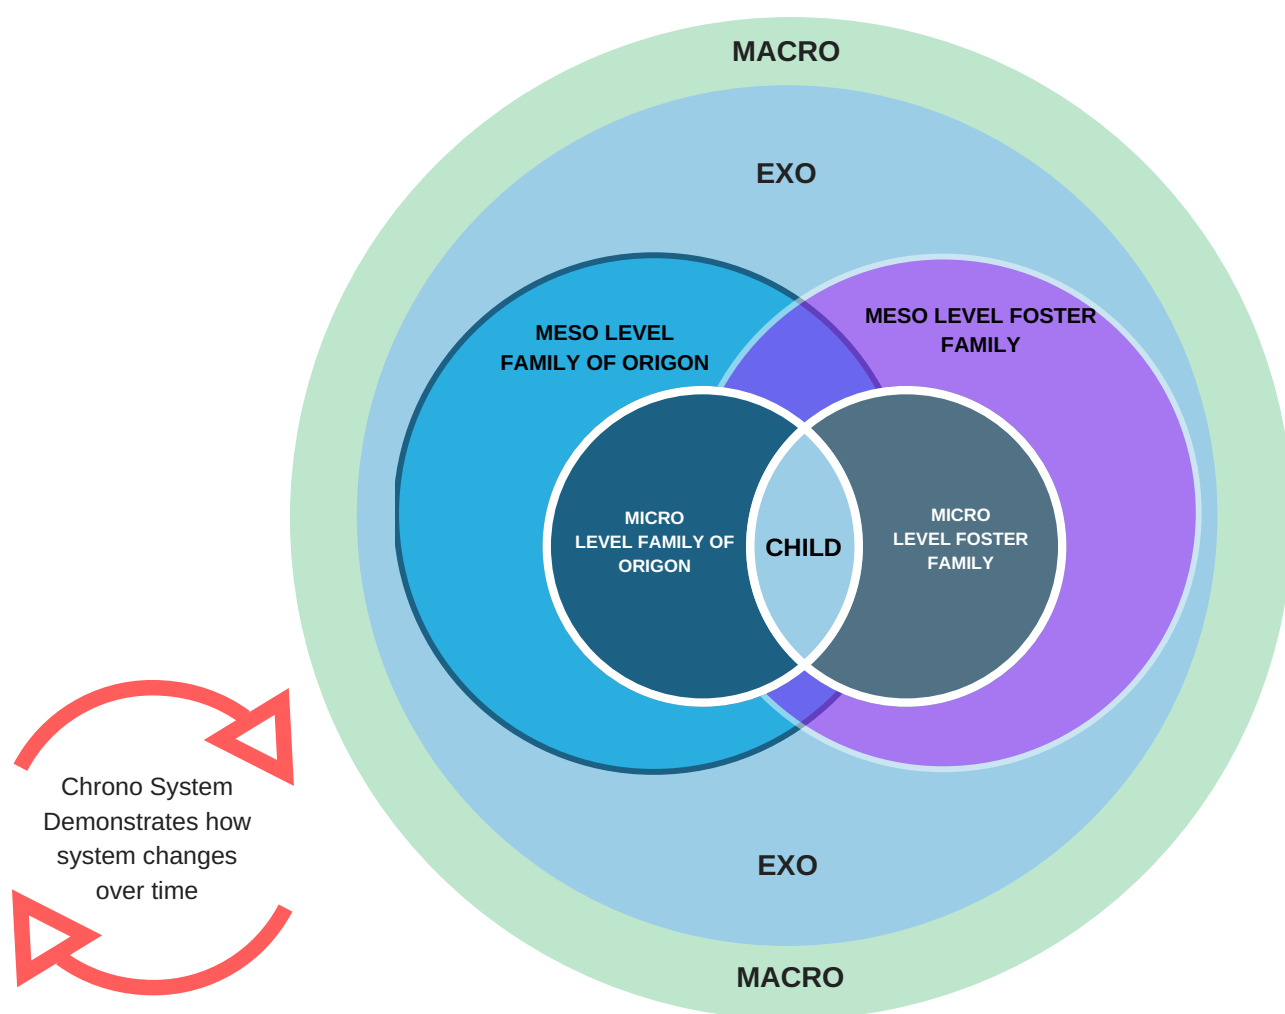 MACRO
EXO
MESO LEVEL
FAMILY OF ORIGON
MESO LEVEL FOSTER
FAMILY
MICRO
LEVEL FAMILY OF
ORIGON
CHILD
MICRO
LEVEL FOSTER
FAMILY
Chrono System
Demonstrates how
system changes
over time
EXO
MACRO